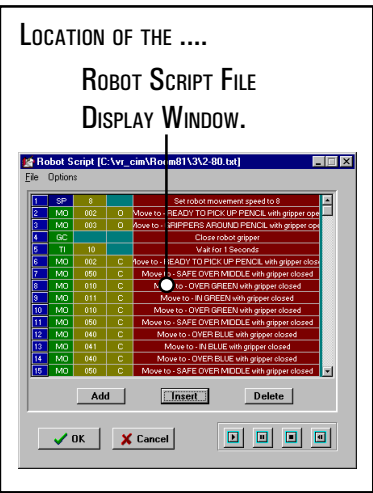 LOCATION OF THE ....
ROBOT SCRIPT FILE
DISPLAY WINDOW.
Robot Script [C:\vr_cim\Room81\3\2-80.txt]
File Options
1 SP 8 Set robot movement speed to 8
2 MO 002 O Move to - READY TO PICK UP PENCIL with gripper ope
3 MO 003 O Move to - GRIPPERS AROUND PENCIL with gripper open
4 GC Close robot gripper
5 TI 10 Wait for 1 Seconds
6 MO 002 C Move to - READY TO PICK UP PENCIL with gripper close
7 MO 050 C Move to - SAFE OVER MIDDLE with gripper closed
8 MO 010 C Move to - OVER GREEN with gripper closed
9 MO 011 C Move to - IN GREEN with gripper closed
10 MO 010 C Move to - OVER GREEN with gripper closed
11 MO 050 C Move to - SAFE OVER MIDDLE with gripper closed
12 MO 040 C Move to - OVER BLUE with gripper closed
13 MO 041 C Move to - IN BLUE with gripper closed
14 MO 040 C Move to - OVER BLUE with gripper closed
15 MO 050 C Move to - SAFE OVER MIDDLE with gripper closed
Add Insert Delete
OK Cancel